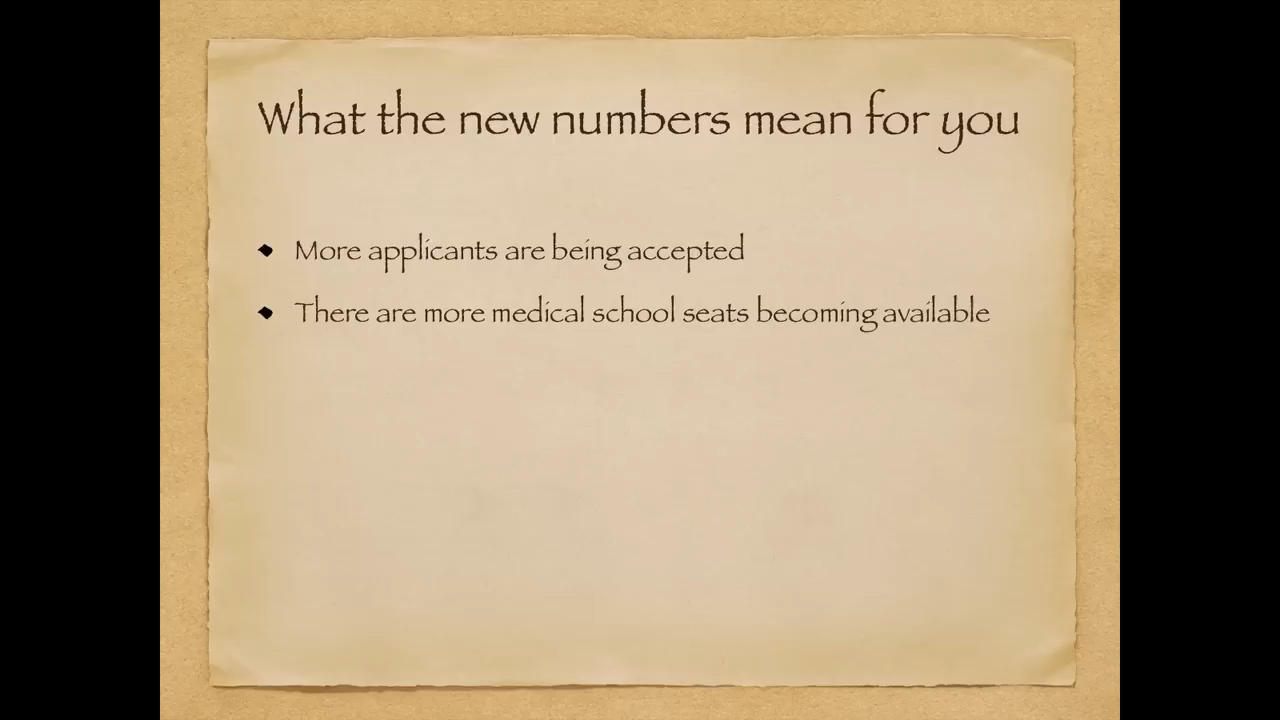 What the new numbers mean for you
More applicants are being accepted
There are more medical school seats becoming available